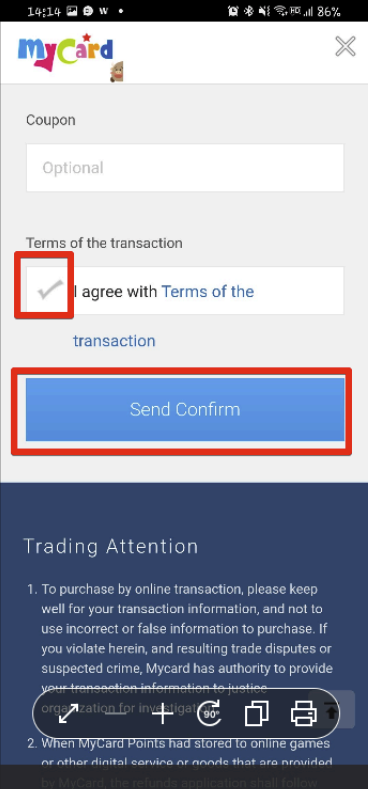 14:14 W • HD 86%
MyCard
Coupon
Optional
Terms of the transaction
I agree with Terms of the
transaction
Send Confirm
Trading Attention
1. To purchase by online transaction, please keep
well for your transaction information, and not to
use incorrect or false information to purchase. If
you violate herein, and resulting trade disputes or
suspected crime, Mycard has authority to provide
your transaction information to justice
organization for investigat
90°
2. When MyCard Points had stored to online games
or other digital service or goods that are provided
by MyCard, the refunds application shall follow